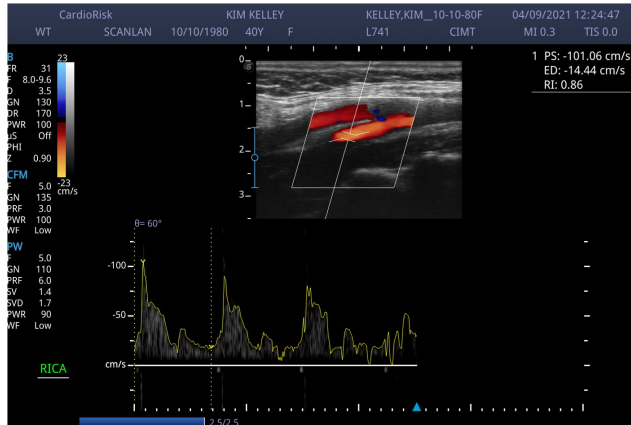 CardioRisk KIM KELLEY KELLEY,KIM__10-10-80F 04/09/2021 12:24:47
WT SCANLAN 10/10/1980 40Y F L741 CIMT MI 0.3 TIS 0.0
B
FR 31
F 8.0-9.6
D 3.5
GN 130
DR 170
PWR 100
µS Off
PHI
Z 0.90
CFM
F 5.0
GN 135
PRF 3.0
PWR 100
WF Low
PW
F 5.0
GN 110
PRF 6.0
SV 1.4
SVD 1.7
PWR 90
WF Low
RICA
23
-23
cm/s
0
1
2
3
1 PS: -101.06 cm/s
ED: -14.44 cm/s
RI: 0.86
θ= 60°
-100
-50
cm/s
2.5/2.5